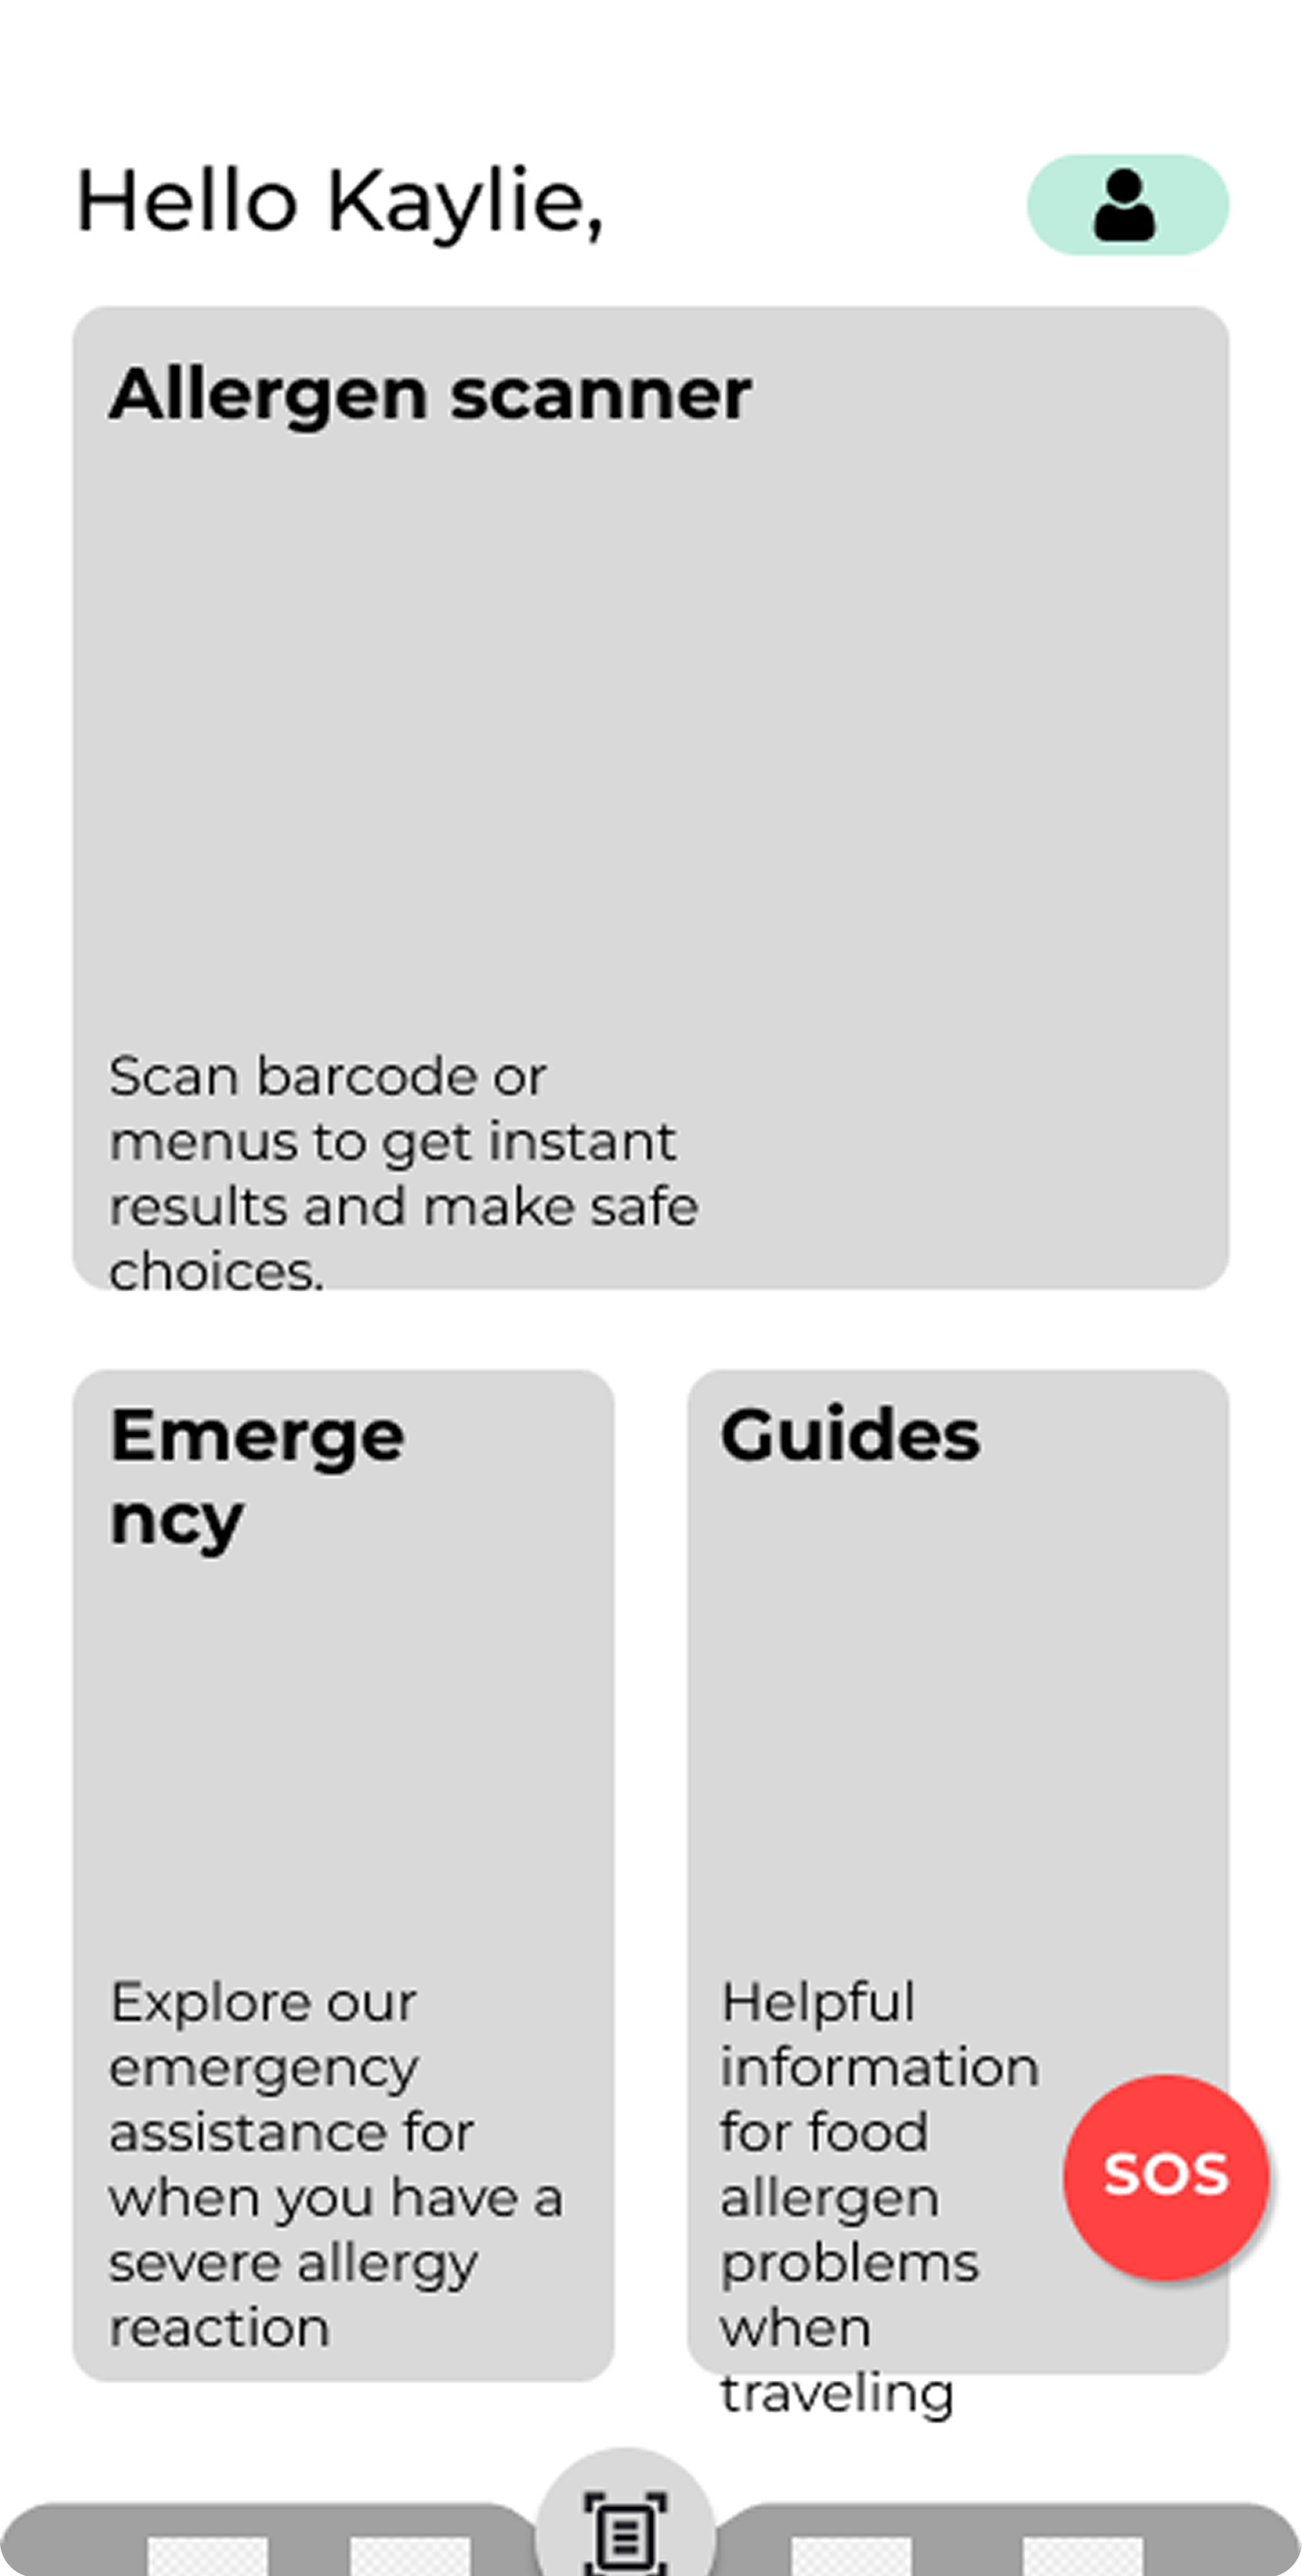 Hello Kaylie,
Allergen scanner
Scan barcode or
menus to get instant
results and make safe
choices.
Emerge
ncy
Explore our
emergency
assistance for
when you have a
severe allergy
reaction
Guides
Helpful
information
for food
allergen
problems
when
traveling
SOS